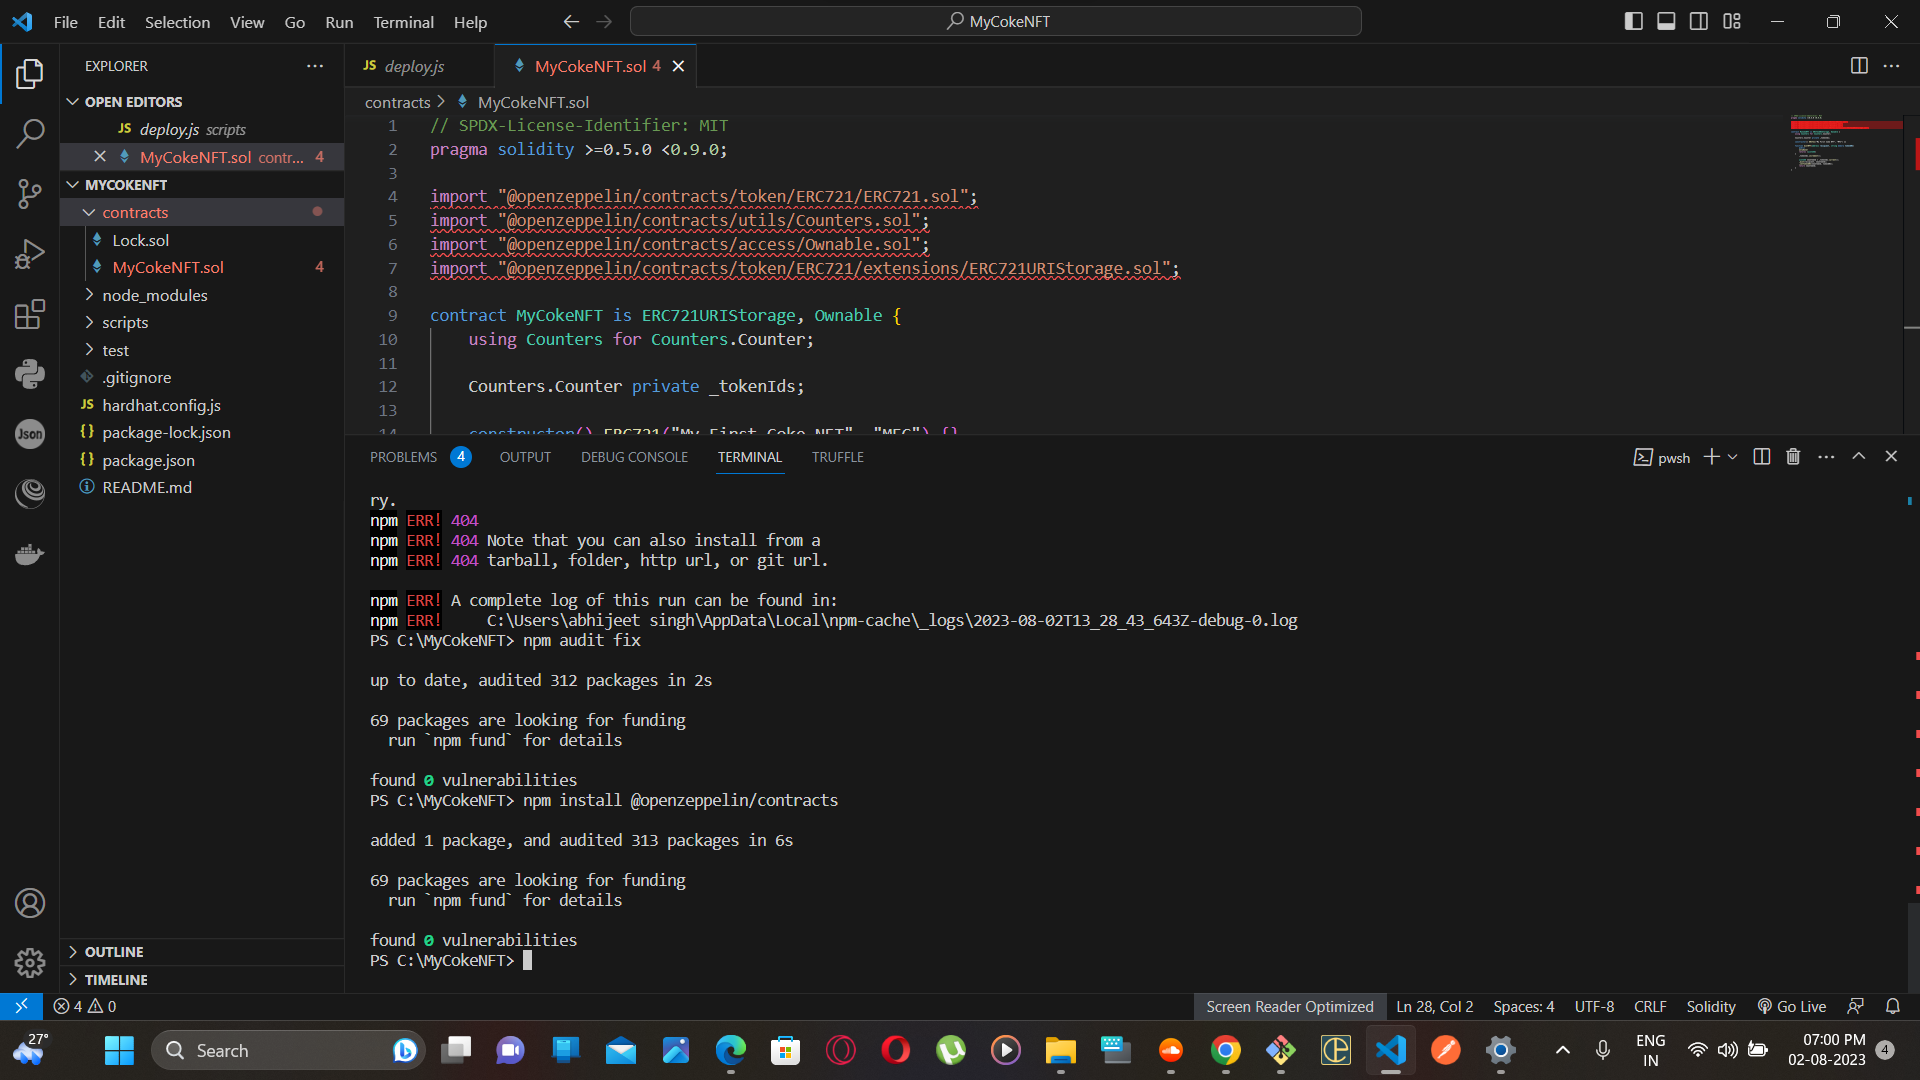 File Edit Selection View Go Run Terminal Help
MyCokeNFT
EXPLORER
OPEN EDITORS
JS deploy.js scripts
MyCokeNFT.sol contr... 4
MYCOKENFT
contracts
Lock.sol
MyCokeNFT.sol 4
node_modules
scripts
test
.gitignore
JS hardhat.config.js
{} package-lock.json
{} package.json
README.md
OUTLINE
TIMELINE
Json
JS deploy.js
MyCokeNFT.sol 4
contracts > MyCokeNFT.sol
1 // SPDX-License-Identifier: MIT
2 pragma solidity >=0.5.0 <0.9.0;
3
4 import "@openzeppelin/contracts/token/ERC721/ERC721.sol";
5 import "@openzeppelin/contracts/utils/Counters.sol";
6 import "@openzeppelin/contracts/access/Ownable.sol";
7 import "@openzeppelin/contracts/token/ERC721/extensions/ERC721URIStorage.sol";
8
9 contract MyCokeNFT is ERC721URIStorage, Ownable {
10 using Counters for Counters.Counter;
11
12 Counters.Counter private _tokenIds;
13
14 constructor() ERC721("My First Coke NFT", "MFC") {}
PROBLEMS 4 OUTPUT DEBUG CONSOLE TERMINAL TRUFFLE
pwsh
ry.
npm ERR! 404
npm ERR! 404 Note that you can also install from a
npm ERR! 404 tarball, folder, http url, or git url.
npm ERR! A complete log of this run can be found in:
npm ERR! C:\Users\abhijeet singh\AppData\Local\npm-cache\_logs\2023-08-02T13_28_43_643Z-debug-0.log
PS C:\MyCokeNFT> npm audit fix
up to date, audited 312 packages in 2s
69 packages are looking for funding
run `npm fund` for details
found 0 vulnerabilities
PS C:\MyCokeNFT> npm install @openzeppelin/contracts
added 1 package, and audited 313 packages in 6s
69 packages are looking for funding
run `npm fund` for details
found 0 vulnerabilities
PS C:\MyCokeNFT>
4 0
Screen Reader Optimized Ln 28, Col 2 Spaces: 4 UTF-8 CRLF Solidity Go Live
27°
Search
ENG
IN
07:00 PM
02-08-2023
4